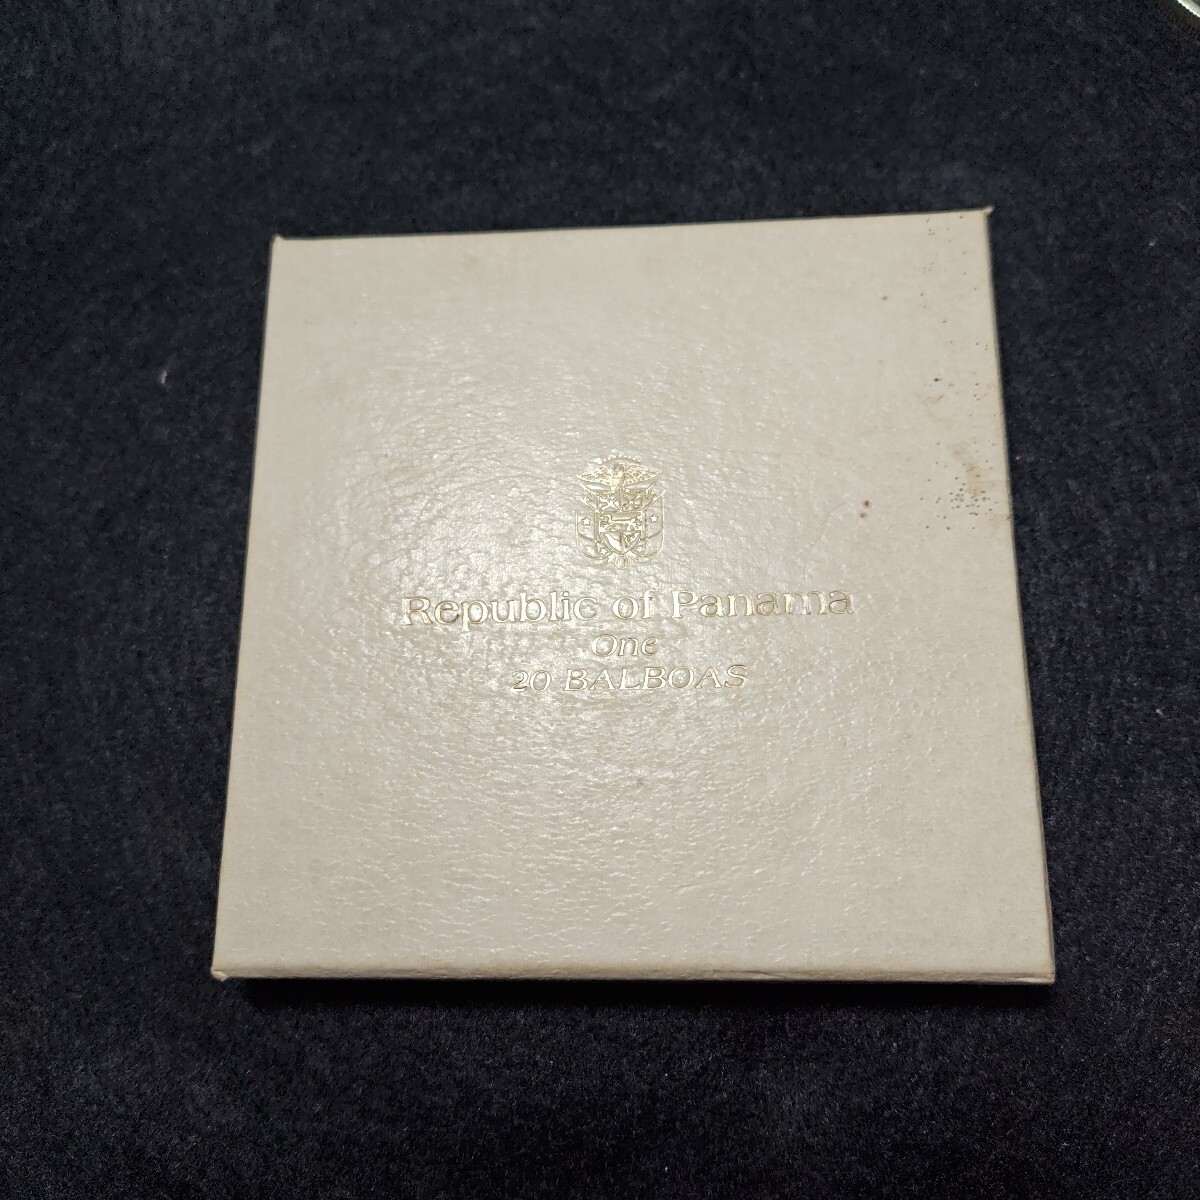 Republic of Panama
One
20 BALBOAS